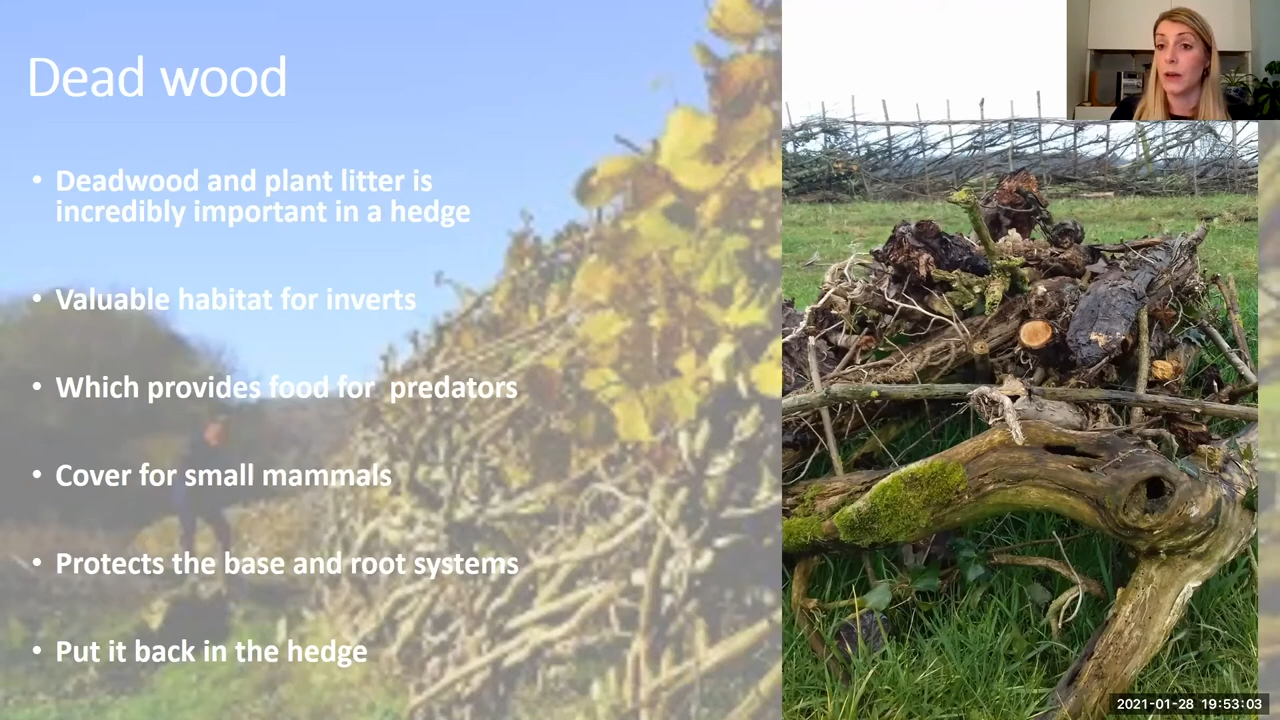 Dead wood
• Deadwood and plant litter is
incredibly important in a hedge
• Valuable habitat for inverts
• Which provides food for  predators
• Cover for small mammals
• Protects the base and root systems
• Put it back in the hedge
2021-01-28 19:53:03